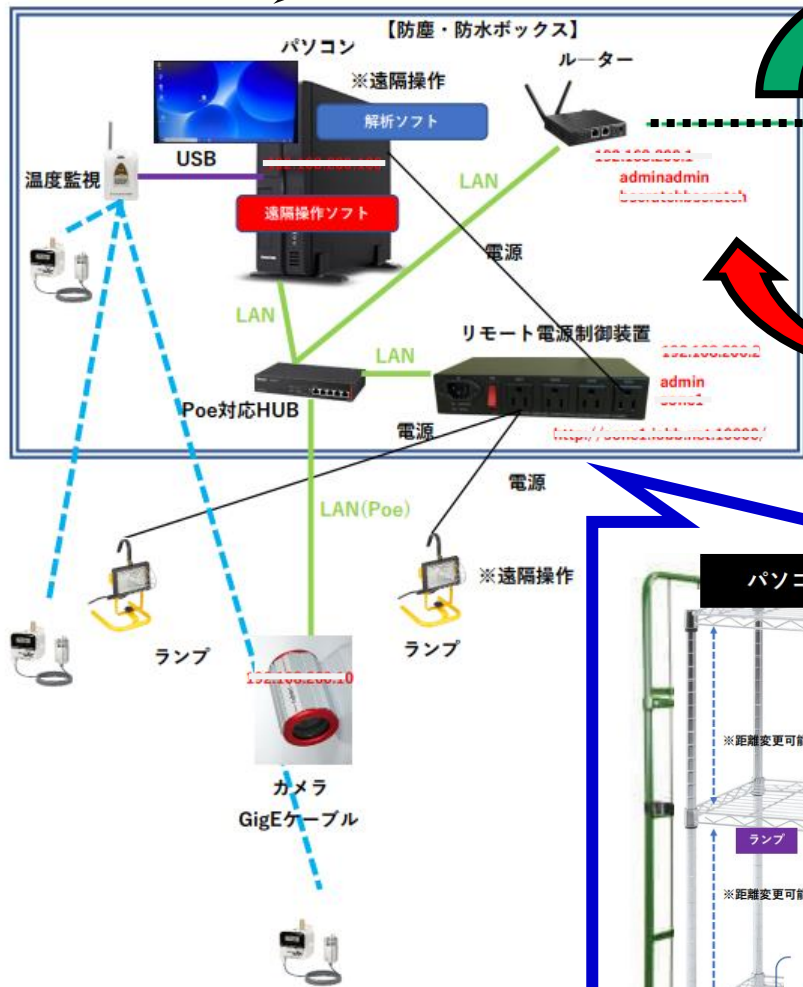 【防塵・防水ボックス】
パソコン
ルーター
※遠隔操作
解析ソフト
USB
温度監視
LAN
adminadmin
遠隔操作ソフト
電源
LAN
リモート電源制御装置
LAN
admin
Poe対応HUB
電源
電源
LAN(Poe)
※遠隔操作
パソコ
ランプ
ランプ
※距離変更可能
カメラ
GigEケーブル
ランプ
※距離変更可能